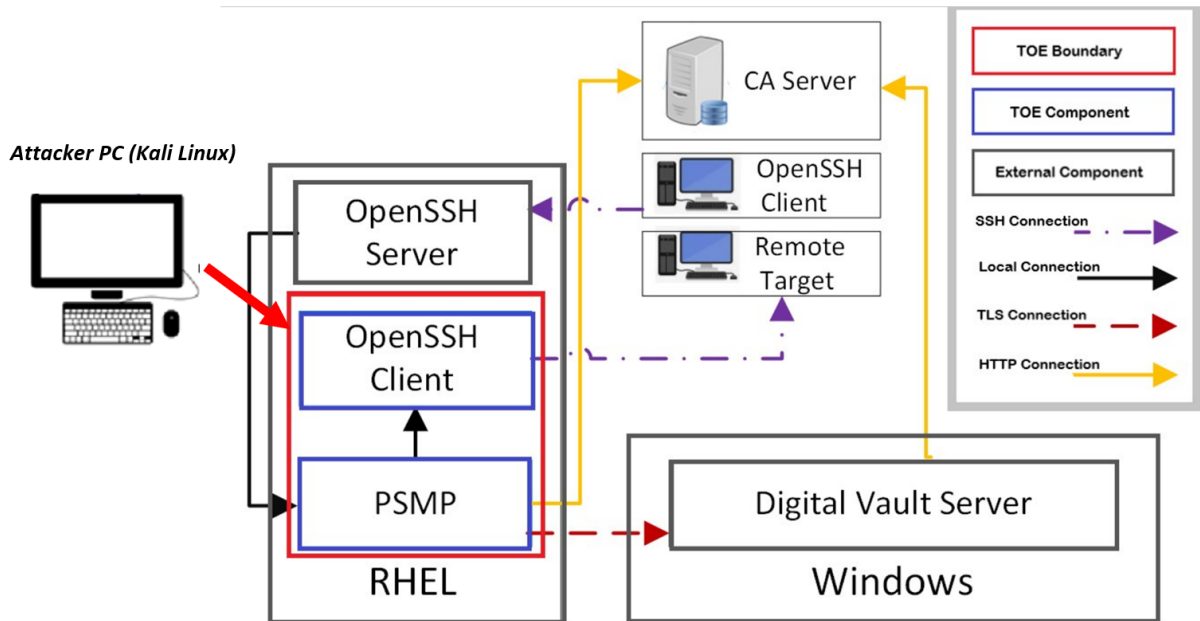 Attacker PC (Kali Linux)
OpenSSH
Server
OpenSSH
Client
PSMP
RHEL
CA Server
OpenSSH
Client
Remote
Target
Digital Vault Server
Windows
TOE Boundary
TOE Component
External Component
SSH Connection
Local Connection
TLS Connection
HTTP Connection